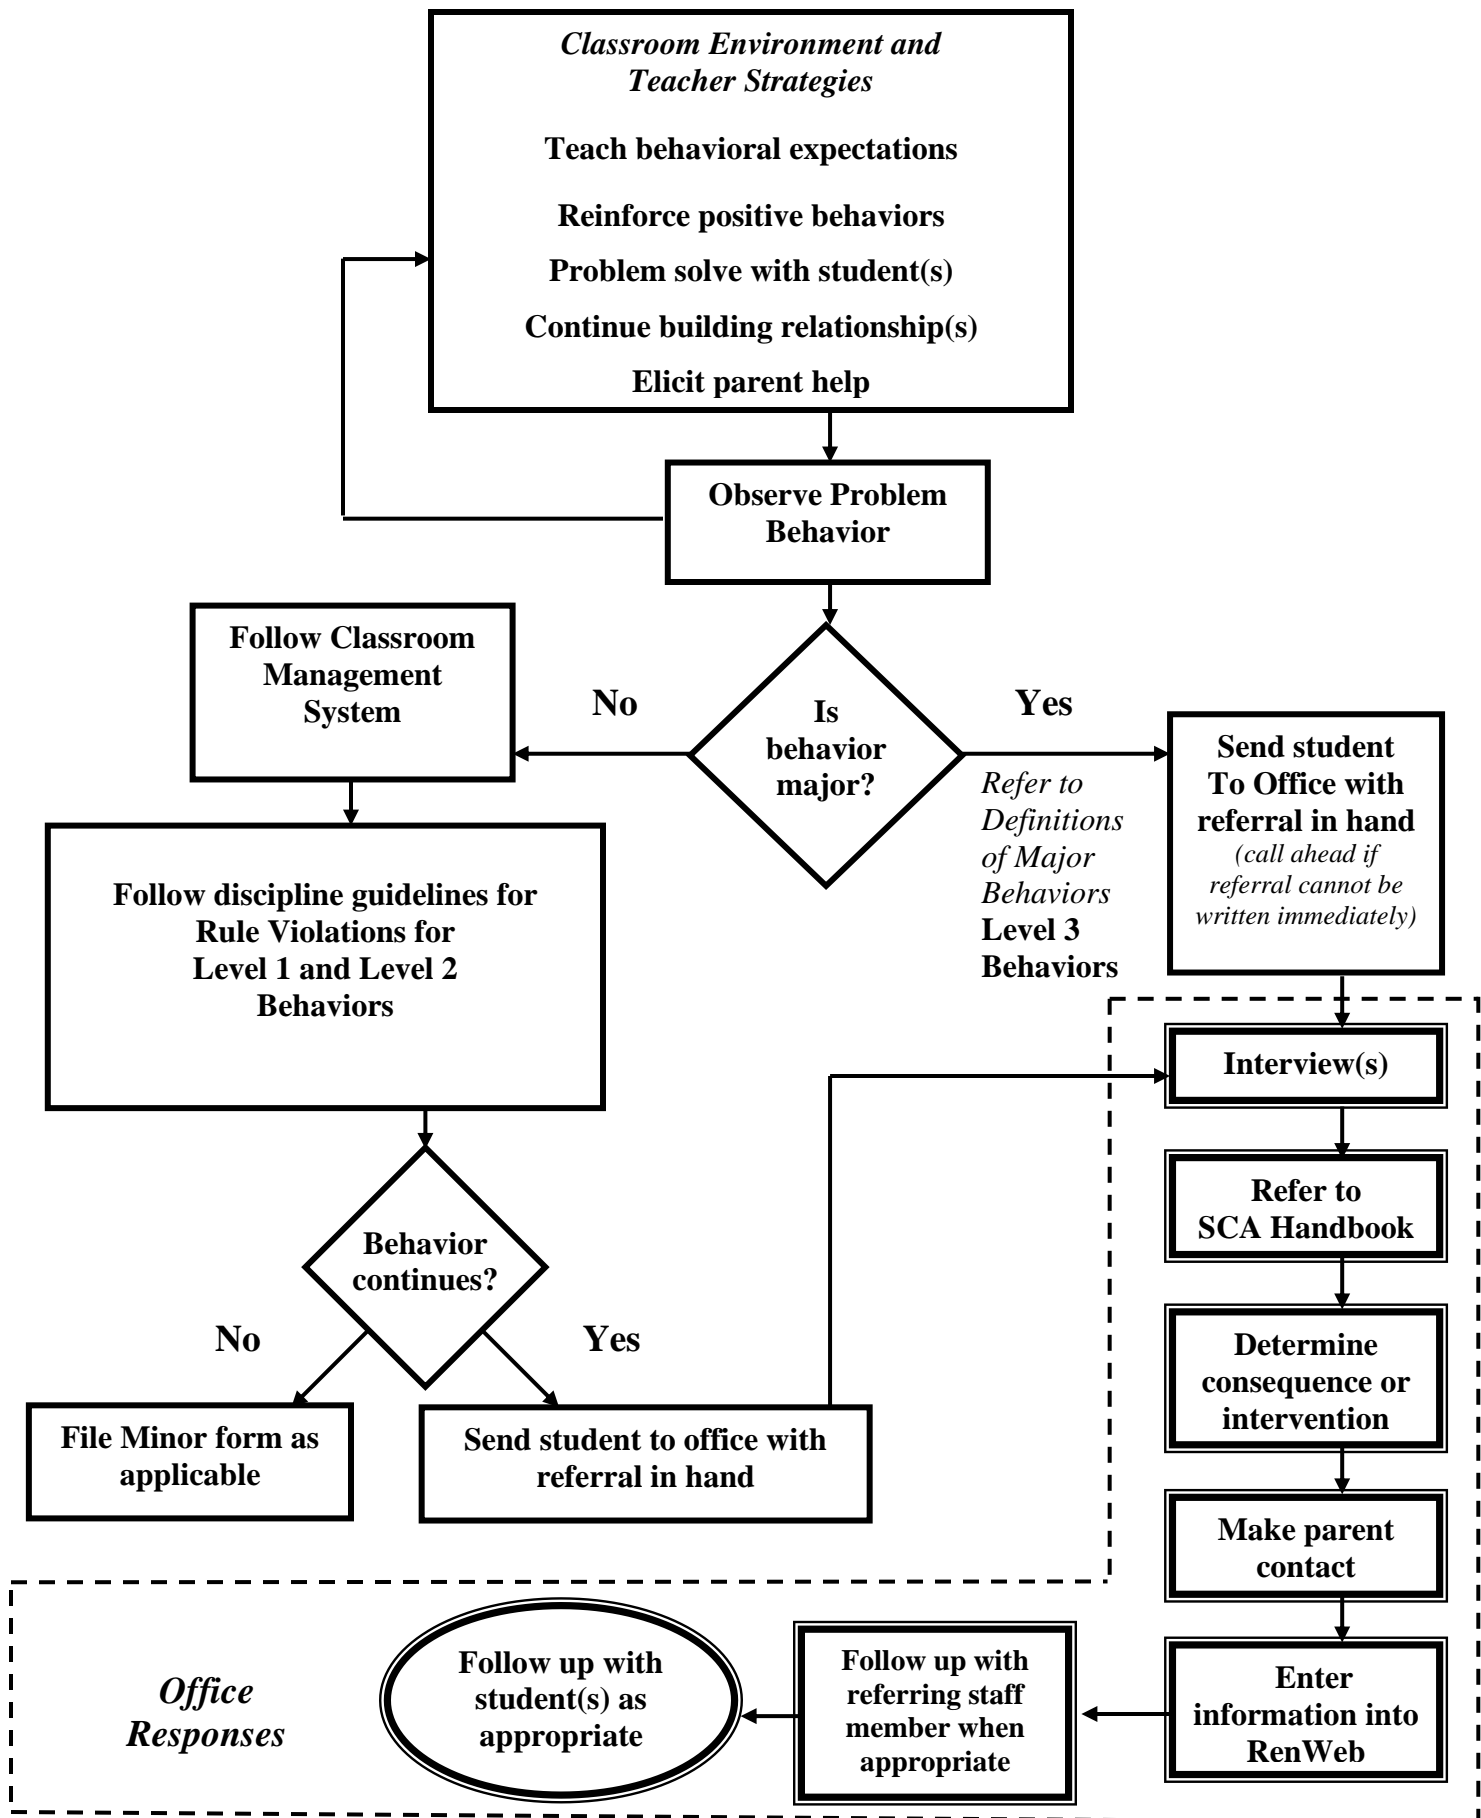 Classroom Environment and
Teacher Strategies
Teach behavioral expectations
Reinforce positive behaviors
Problem solve with student(s)
Continue building relationship(s)
Elicit parent help
Observe Problem
Behavior
Follow Classroom
Management
System
No
Is
behavior
major?
Yes
Refer to
Definitions
of Major
Behaviors
Level 3
Behaviors
Send student
To Office with
referral in hand
(call ahead if
referral cannot be
written immediately)
Follow discipline guidelines for
Rule Violations for
Level 1 and Level 2
Behaviors
Behavior
continues?
No
Yes
File Minor form as
applicable
Send student to office with
referral in hand
Interview(s)
Refer to
SCA Handbook
Determine
consequence or
intervention
Make parent
contact
Enter
information into
RenWeb
Follow up with
referring staff
member when
appropriate
Follow up with
student(s) as
appropriate
Office
Responses